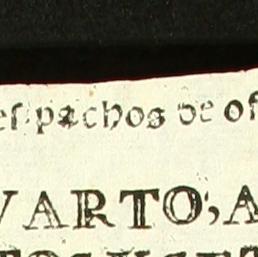 eſpachos de of
VARTO, A